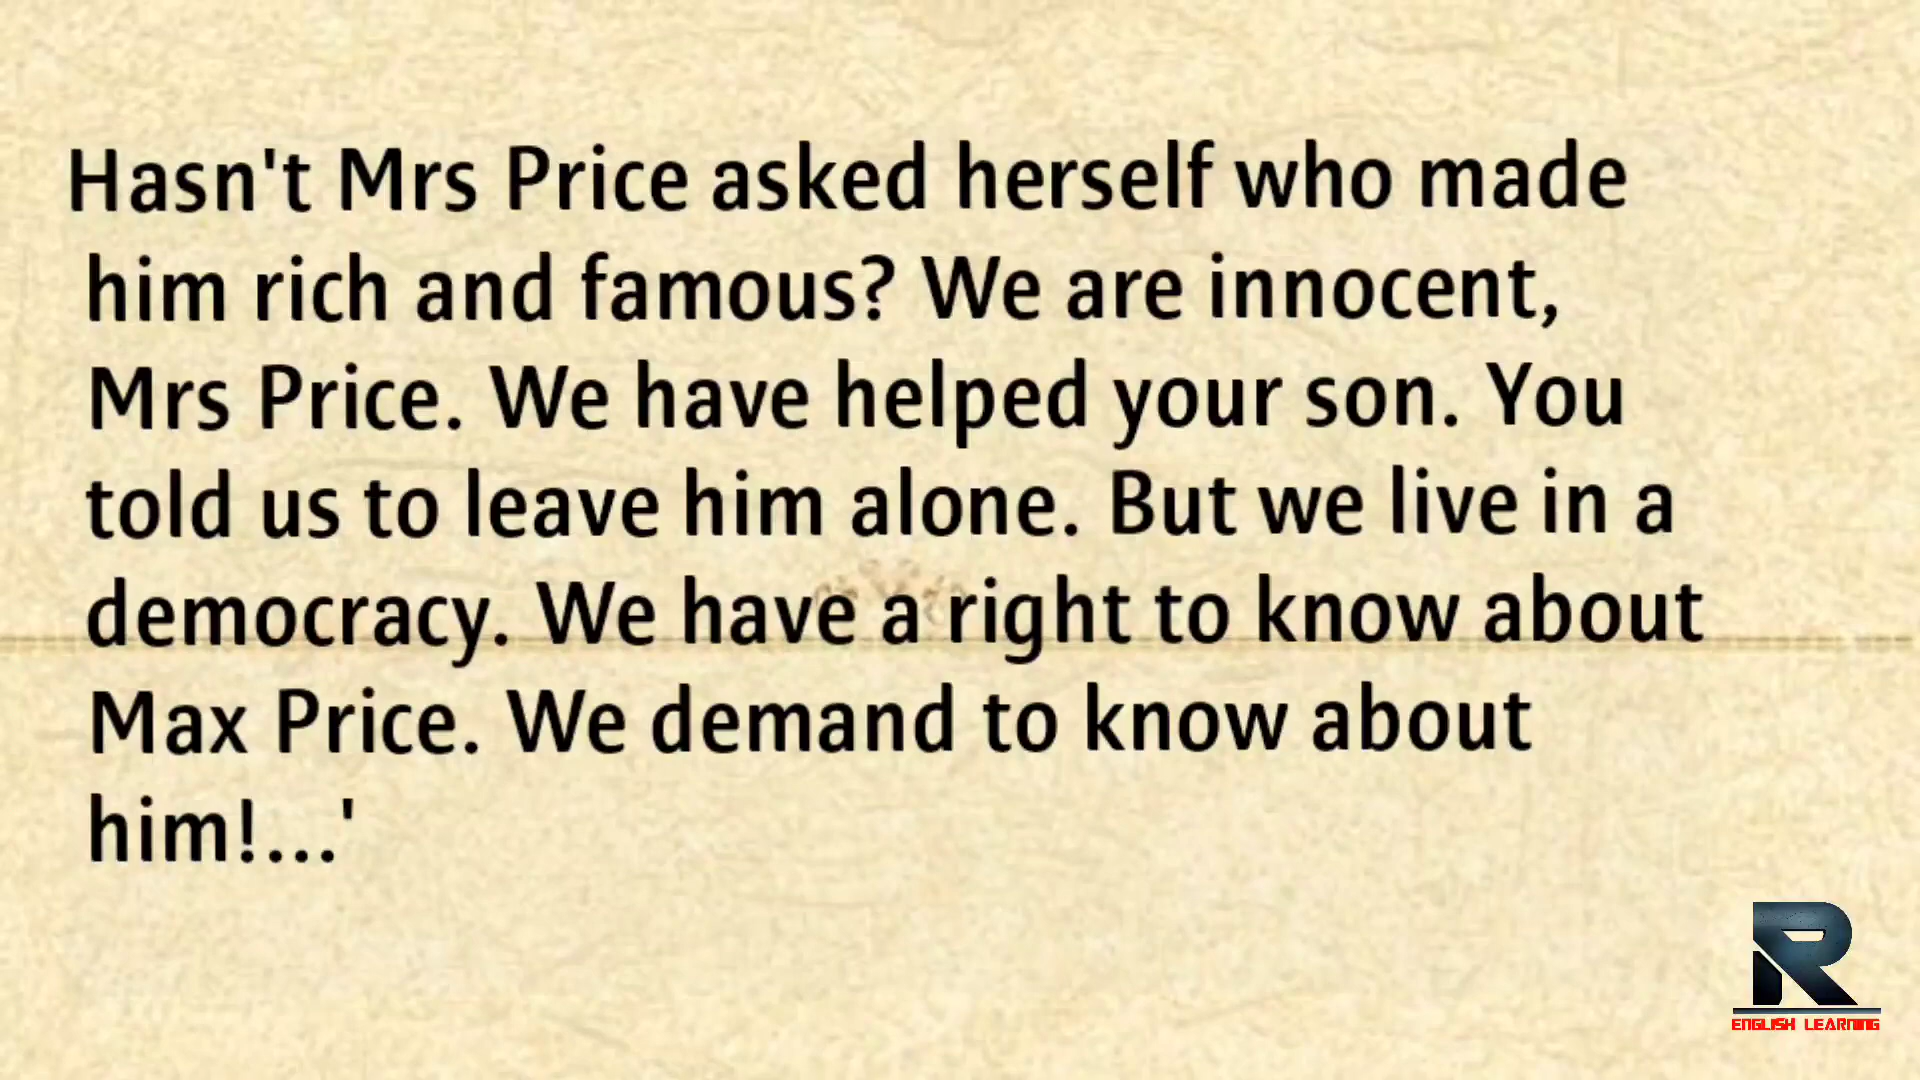 Hasn't Mrs Price asked herself who made
him rich and famous? We are innocent,
Mrs Price. We have helped your son. You
told us to leave him alone. But we live in a
democracy. We have a right to know about
Max Price. We demand to know about
him!...'
R
ENGLISH LEARNING